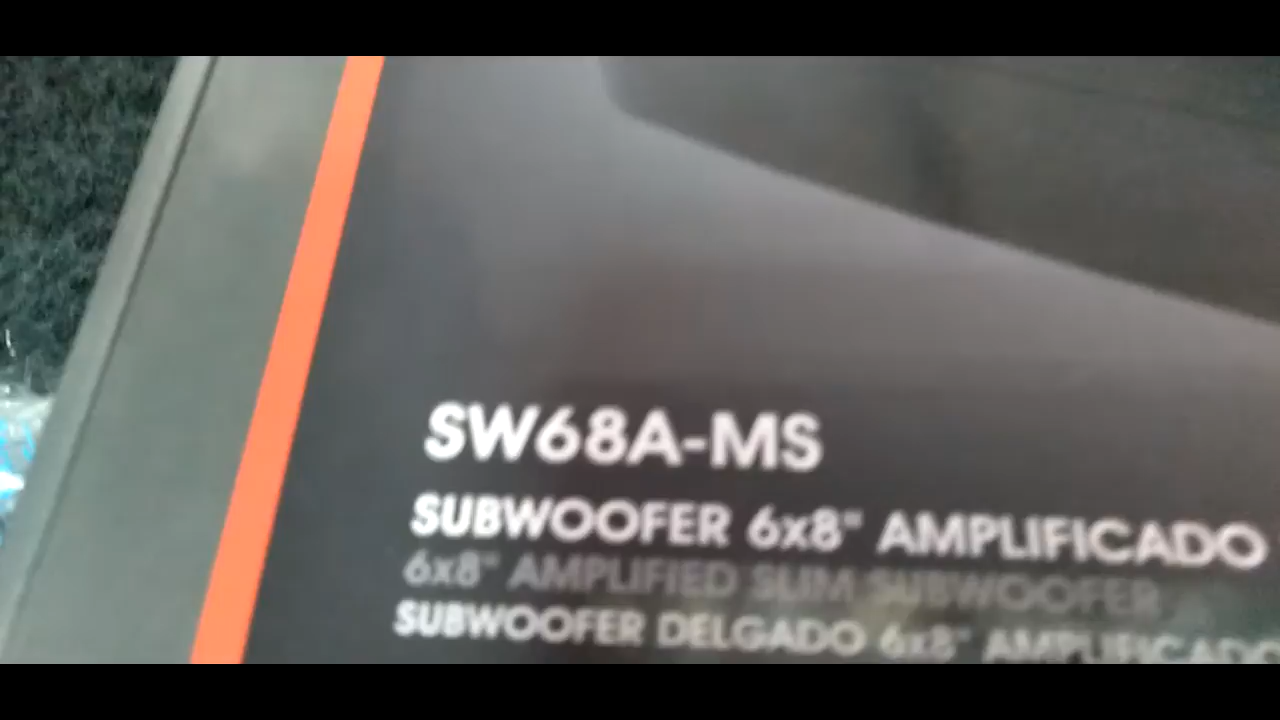 SW68A-MS
SUBWOOFER 6x8" AMPLIFICADO
6x8" AMPLIFIED SLIM SUBWOOFER
SUBWOOFER DELGADO 6x8" AMPLIFICADO